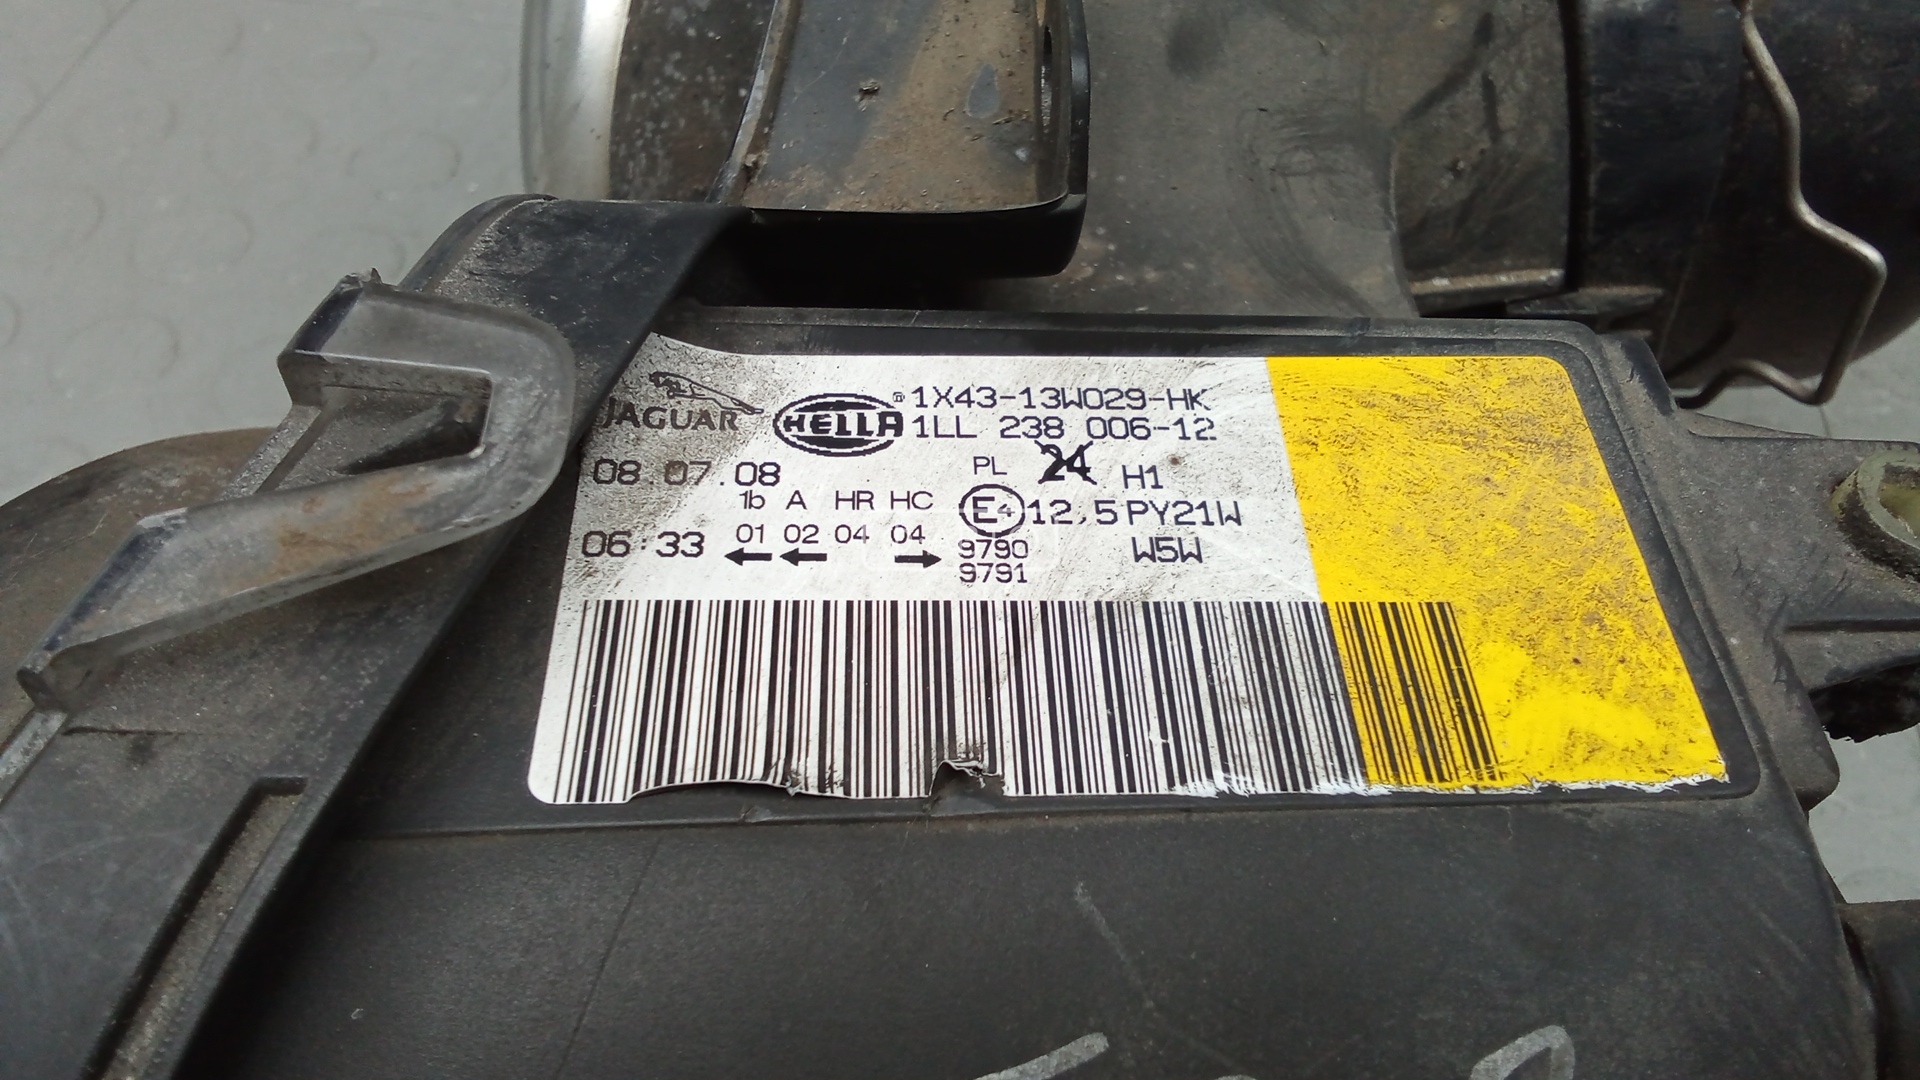 JAGUAR HELLA ® 1X43-13W029-HK
1LL 238 006-12
08.07.08 PL 24 H1
1b A HR HC E4 12,5 PY21W
06:33 01 02 04 04 9790 W5W
← ← → 9791